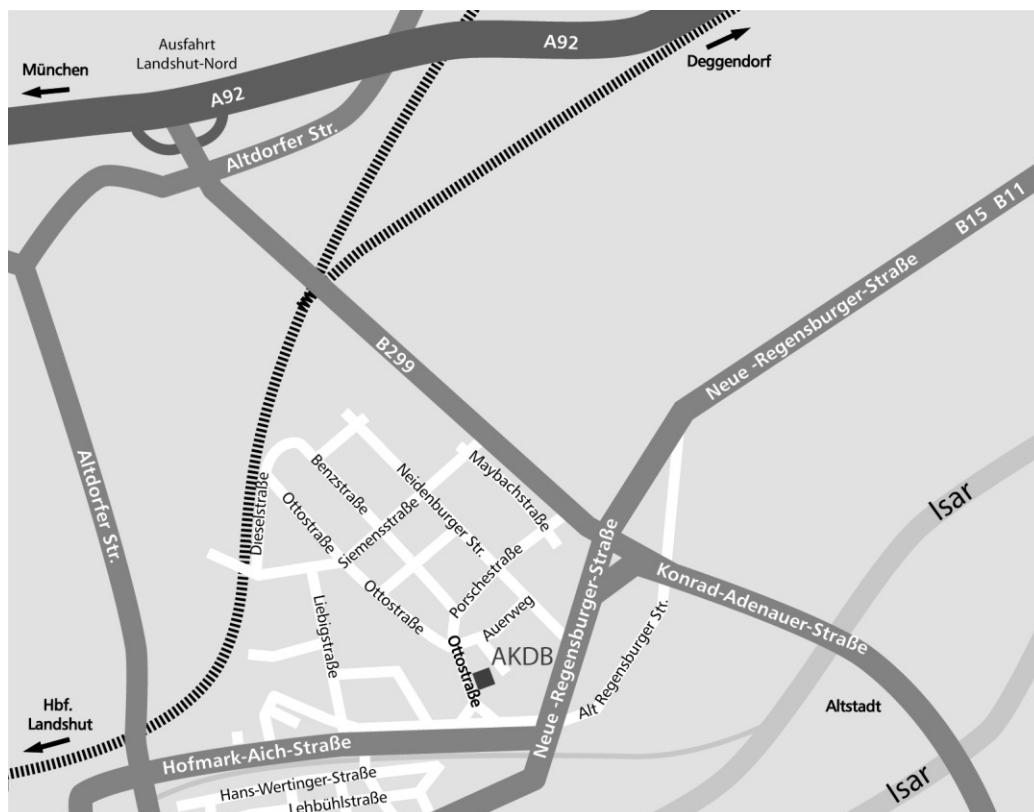 A92
Ausfahrt
Landshut-Nord
München
Deggendorf
A92
Altdorfer Str.
B15 B11
Neue -Regensburger-Straße
B299
Isar
Altdorfer Str.
Benzstraße
Neidenburger Str.
Maybachstraße
Dieselstraße
Ottostraße
Siemensstraße
Neue -Regensburger-Straße
Konrad-Adenauer-Straße
Porschestraße
Ottostraße
Liebigstraße
Auerweg
AKDB
Ottostraße
Alt Regensburger Str.
Hbf.
Landshut
Altstadt
Hofmark-Aich-Straße
Isar
Hans-Wertinger-Straße
Lehbühlstraße